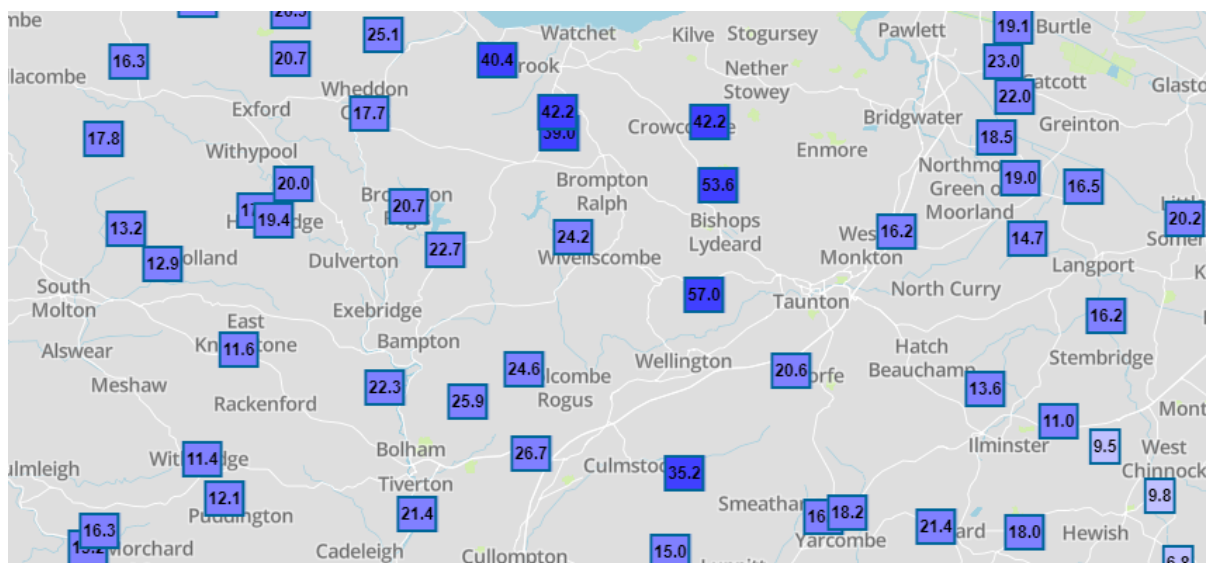 25.1
Watchet
Kilve
Stogursey
Pawlett
19.1
Burtle
16.3
20.7
40.4
Nether
Stowey
23.0
22.0
Wheddon
17.7
Exford
42.2
42.2
Bridgwater
Greinton
17.8
Withypool
Enmore
18.5
20.0
19.4
20.7
Brompton
Ralph
53.6
Northmo
Green o
Moorland
19.0
16.5
13.2
22.7
24.2
Wiveliscombe
Bishops
Lydeard
16.2
Monkton
14.7
20.2
12.9
Dulverton
Langport
South
Molton
Exebridge
57.0
Taunton
North Curry
16.2
East
11.6
Alswear
Bampton
Wellington
Hatch
Beauchamp
Stembridge
Meshaw
Rackenford
22.3
24.6
Rogus
25.9
20.6
13.6
11.0
Ilminster
9.5
West
Chinnock
11.4
Bolham
Tiverton
26.7
35.2
12.1
Puddington
21.4
18.2
Yarcombe
21.4
18.0
Hewish
9.8
16.3
Morchard
Cadeleigh
Cullompton
15.0